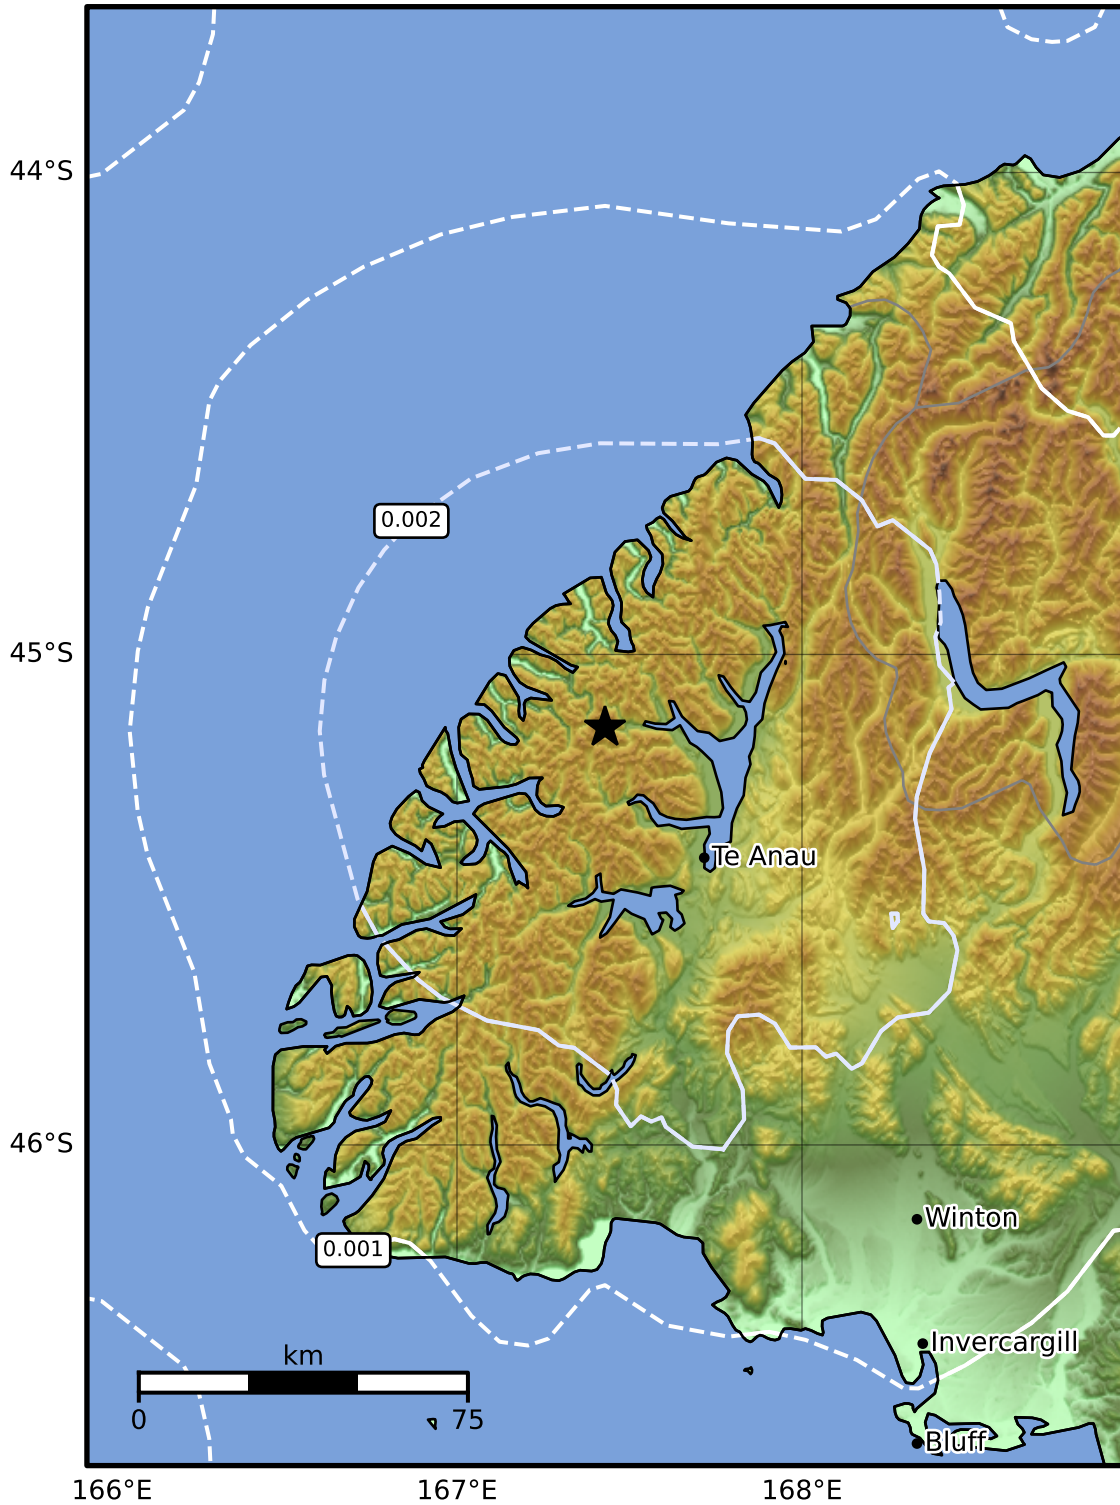 44°S
0.002
45°S
Te Anau
46°S
Winton
0.001
Invercargill
km
0
75
Bluff
166°E
167°E
168°E